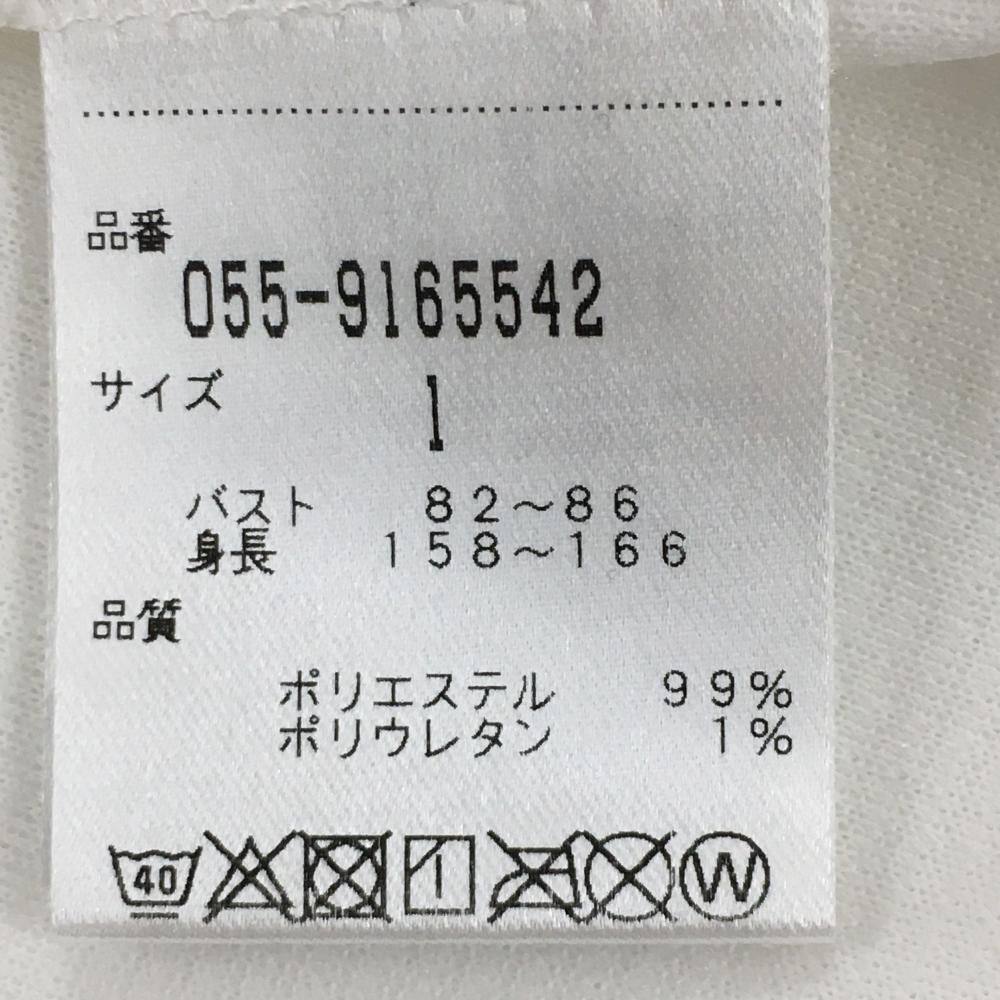 品番
055-9165542
サイズ 1
バスト 82～86
身長 158～166
品質
ポリエステル 99%
ポリウレタン 1%
40 W